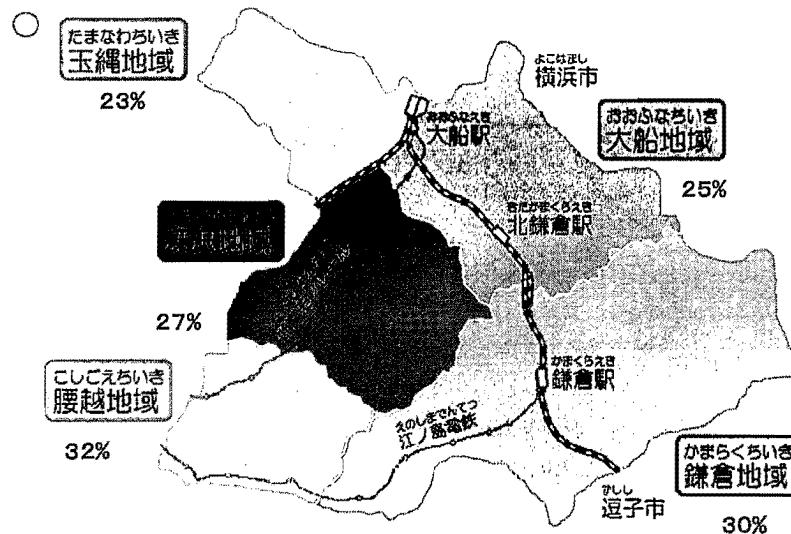 たまなわちいき
玉縄地域
23%
よこはまし
横浜市
おおふなえき
大船駅
おおふなちいき
大船地域
25%
きたかまくらえき
北鎌倉駅
27%
かまくらえき
鎌倉駅
こしごえちいき
腰越地域
32%
えのしまでんてつ
江ノ島電鉄
かまらくちいき
鎌倉地域
30%
ずしし
逗子市